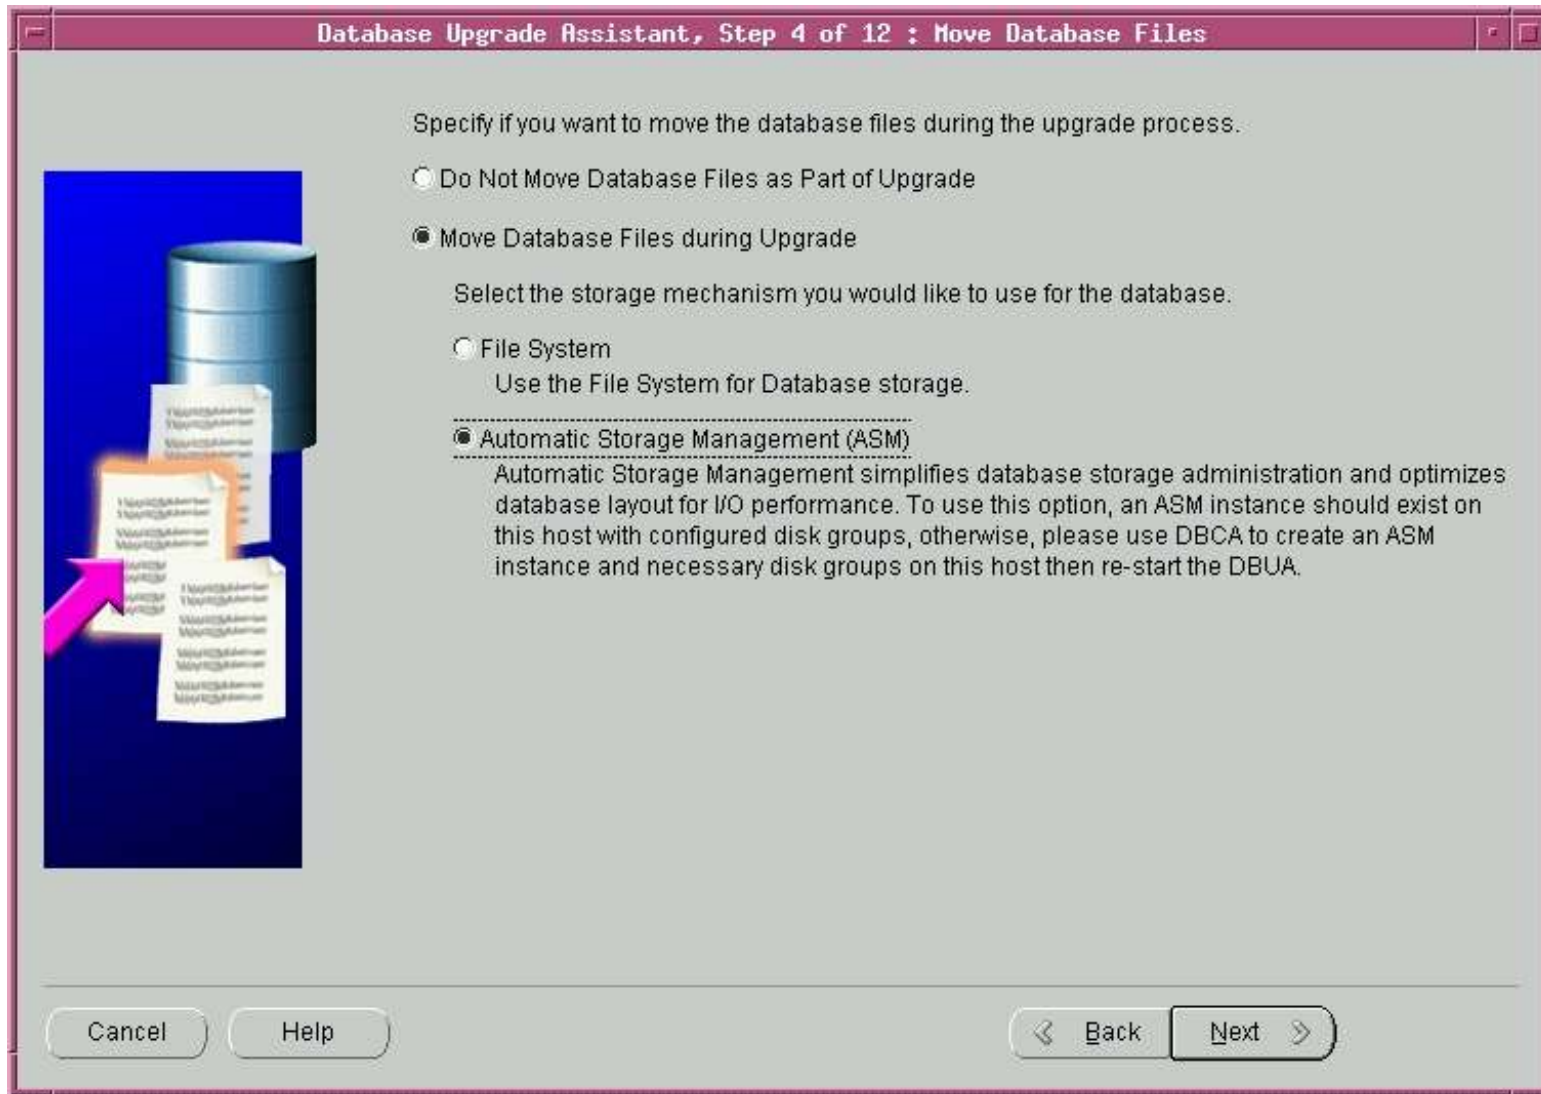 Database Upgrade Assistant, Step 4 of 12 : Move Database Files
Specify if you want to move the database files during the upgrade process.
Do Not Move Database Files as Part of Upgrade
Move Database Files during Upgrade
Select the storage mechanism you would like to use for the database.
File System
Use the File System for Database storage.
Automatic Storage Management (ASM)
Automatic Storage Management simplifies database storage administration and optimizes
database layout for I/O performance. To use this option, an ASM instance should exist on
this host with configured disk groups, otherwise, please use DBCA to create an ASM
instance and necessary disk groups on this host then re-start the DBUA.
Cancel Help Back Next